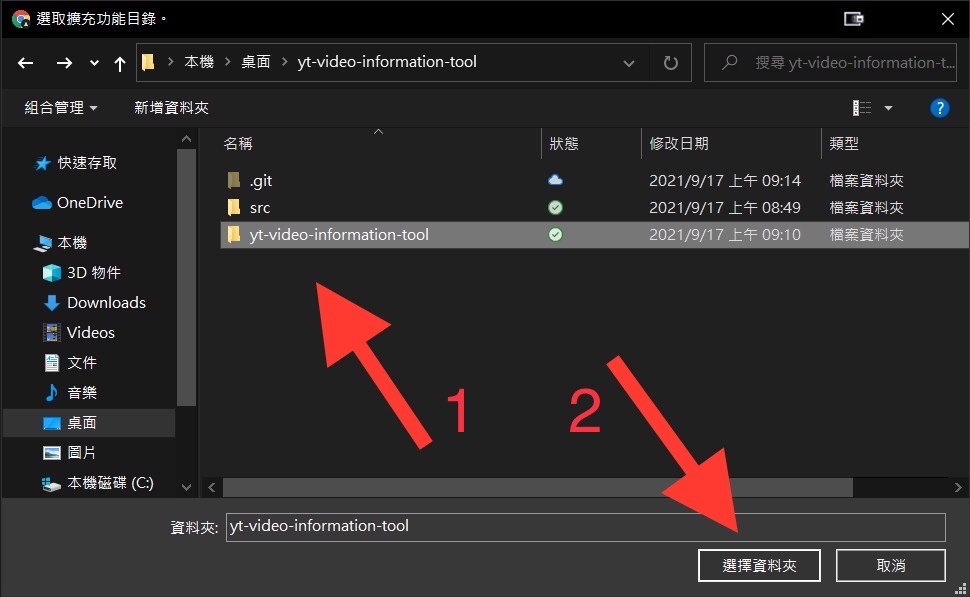 選取擴充功能目錄。
本機 > 桌面 > yt-video-information-tool
搜尋 yt-video-information-t...
組合管理 新增資料夾
?
名稱 狀態 修改日期 類型
.git 2021/9/17 上午 09:14 檔案資料夾
src 2021/9/17 上午 08:49 檔案資料夾
yt-video-information-tool 2021/9/17 上午 09:10 檔案資料夾
快速存取
OneDrive
本機
3D 物件
Downloads
Videos
文件
音樂
桌面
圖片
本機磁碟 (C:)
1
2
資料夾: yt-video-information-tool
選擇資料夾 取消